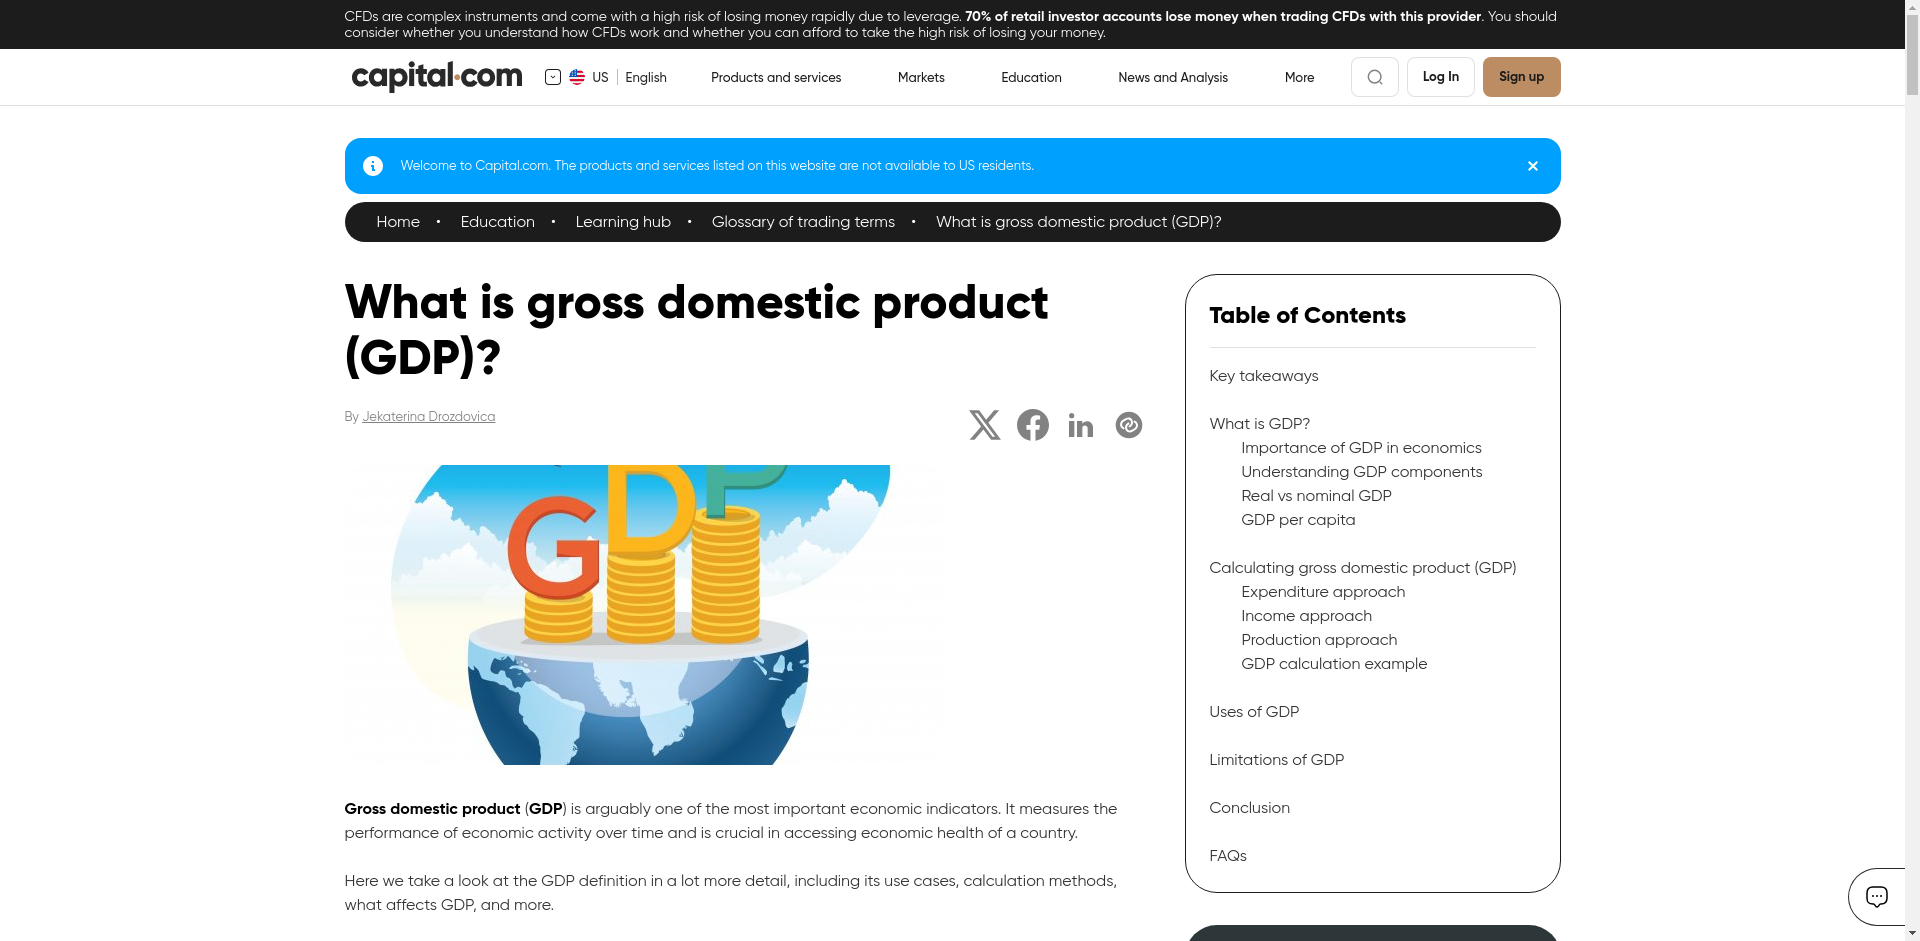 CFDs are complex instruments and come with a high risk of losing money rapidly due to leverage. 70% of retail investor accounts lose money when trading CFDs with this provider. You should
consider whether you understand how CFDs work and whether you can afford to take the high risk of losing your money.
capital.com
US
English
Products and services
Markets
Education
News and Analysis
More
Log In
Sign up
Welcome to Capital.com. The products and services listed on this website are not available to US residents.
Home • Education • Learning hub • Glossary of trading terms • What is gross domestic product (GDP)?
What is gross domestic product
(GDP)?
By Jekaterina Drozdovica
GDP
Gross domestic product (GDP) is arguably one of the most important economic indicators. It measures the
performance of economic activity over time and is crucial in accessing economic health of a country.
Here we take a look at the GDP definition in a lot more detail, including its use cases, calculation methods,
what affects GDP, and more.
Table of Contents
Key takeaways
What is GDP?
Importance of GDP in economics
Understanding GDP components
Real vs nominal GDP
GDP per capita
Calculating gross domestic product (GDP)
Expenditure approach
Income approach
Production approach
GDP calculation example
Uses of GDP
Limitations of GDP
Conclusion
FAQs